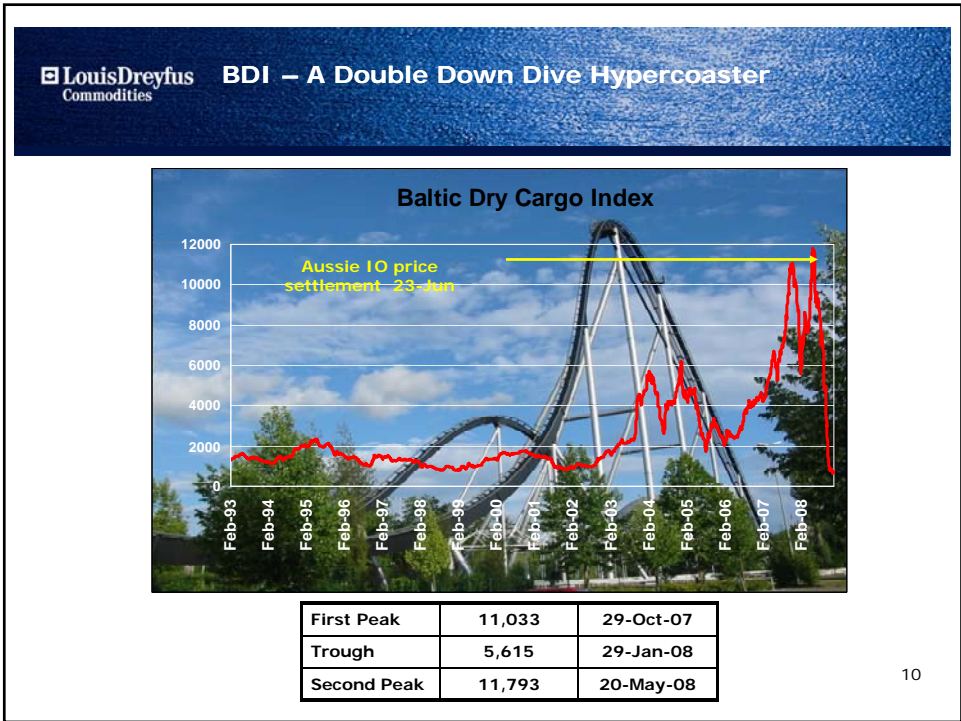 LouisDreyfus
Commodities
BDI – A Double Down Dive Hypercoaster
Baltic Dry Cargo Index
Aussie IO price
settlement 23-Jun
12000
10000
8000
6000
4000
2000
0
Feb-93
Feb-94
Feb-95
Feb-96
Feb-97
Feb-98
Feb-99
Feb-00
Feb-01
Feb-02
Feb-03
Feb-04
Feb-05
Feb-06
Feb-07
Feb-08
First Peak 11,033 29-Oct-07
Trough 5,615 29-Jan-08
Second Peak 11,793 20-May-08
10